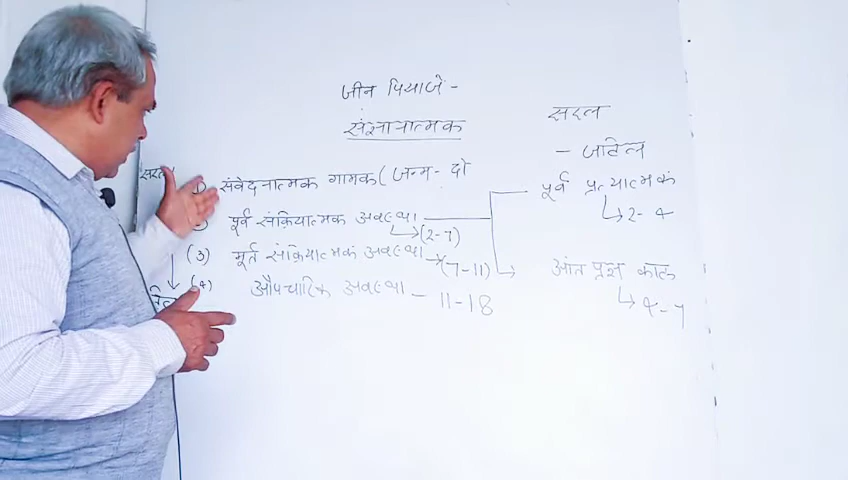 जीन पियाजे -
संज्ञानात्मक
सरल
- जटिल
सरल
1) संवेदनात्मक गामक ( जन्म - दो
पूर्व संक्रियात्मक अवस्था
(2-7)
(3) मूर्त संक्रियात्मक अवस्था
(7-11)
(4) औपचारिक अवस्था - 11-18
पूर्व प्रत्यात्मक
2-4
आंत प्रज्ञ काल
4-7